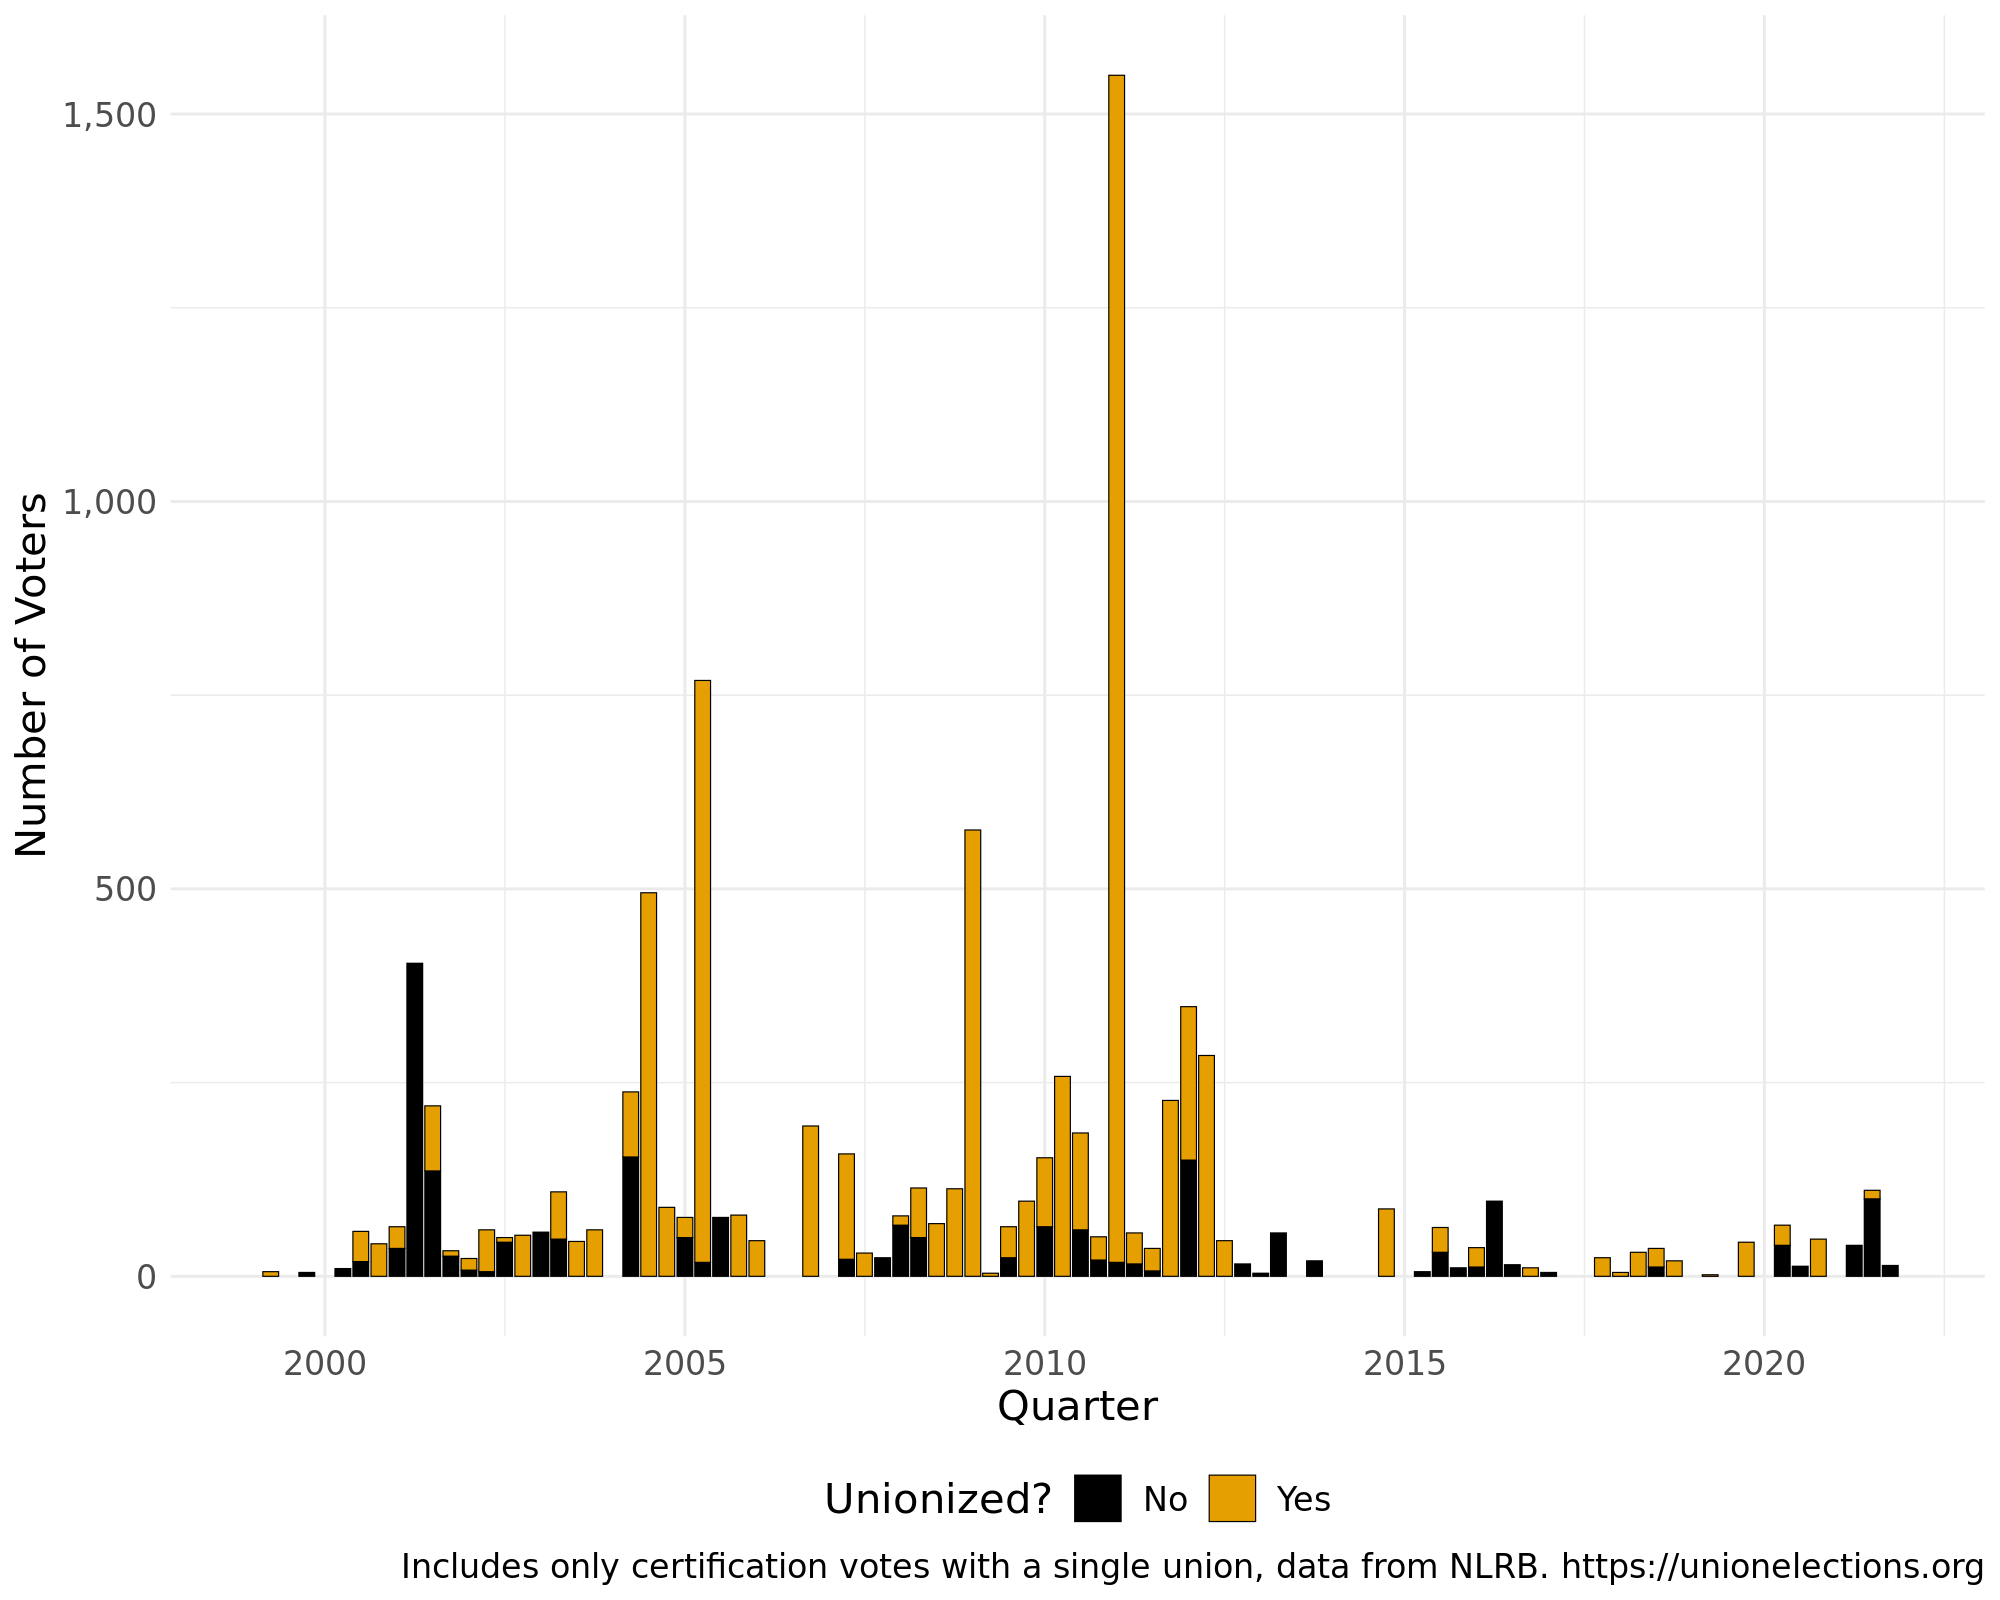 1,500
1,000
500
0
Number of Voters
2000 2005 2010 2015 2020
Quarter
Unionized? No Yes
Includes only certification votes with a single union, data from NLRB. https://unionelections.org